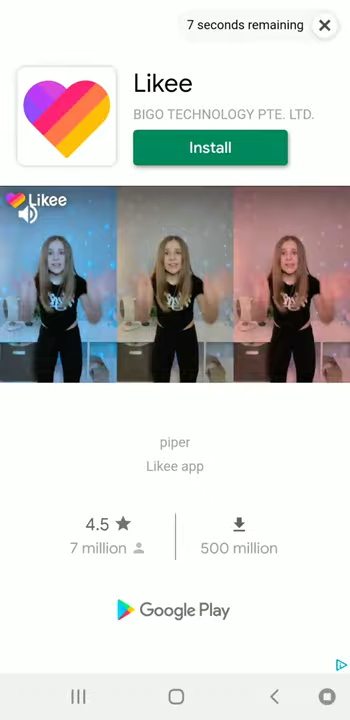 7 seconds remaining
Likee
BIGO TECHNOLOGY PTE. LTD.
Install
Likee
piper
Likee app
4.5
7 million
500 million
Google Play